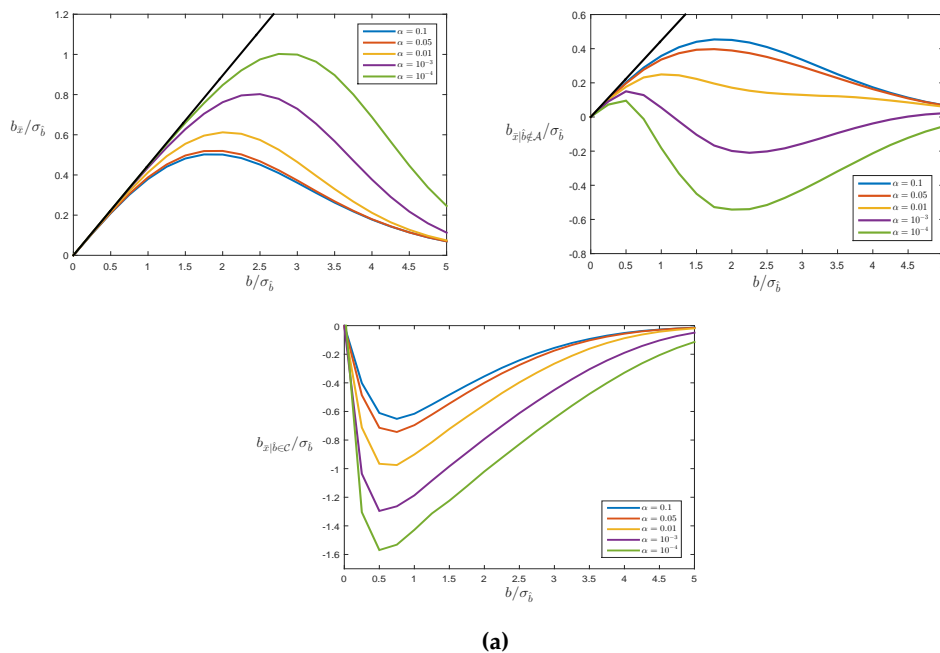 1.2
1
0.8
0.6
0.4
0.2
0
b_x̄/σ_b̂
0 0.5 1 1.5 2 2.5 3 3.5 4 4.5 5
b/σ_b̂
α = 0.1
α = 0.05
α = 0.01
α = 10⁻³
α = 10⁻⁴
0.6
0.4
0.2
0
-0.2
-0.4
-0.6
-0.8
b_x̄|b̂∉𝒜/σ_b̂
0 0.5 1 1.5 2 2.5 3 3.5 4 4.5
b/σ_b̂
α = 0.1
α = 0.05
α = 0.01
α = 10⁻³
α = 10⁻⁴
0
-0.2
-0.4
-0.6
-0.8
-1
-1.2
-1.4
-1.6
b_x̄|b̂∈𝒞/σ_b̂
0 0.5 1 1.5 2 2.5 3 3.5 4 4.5 5
b/σ_b̂
α = 0.1
α = 0.05
α = 0.01
α = 10⁻³
α = 10⁻⁴
(a)